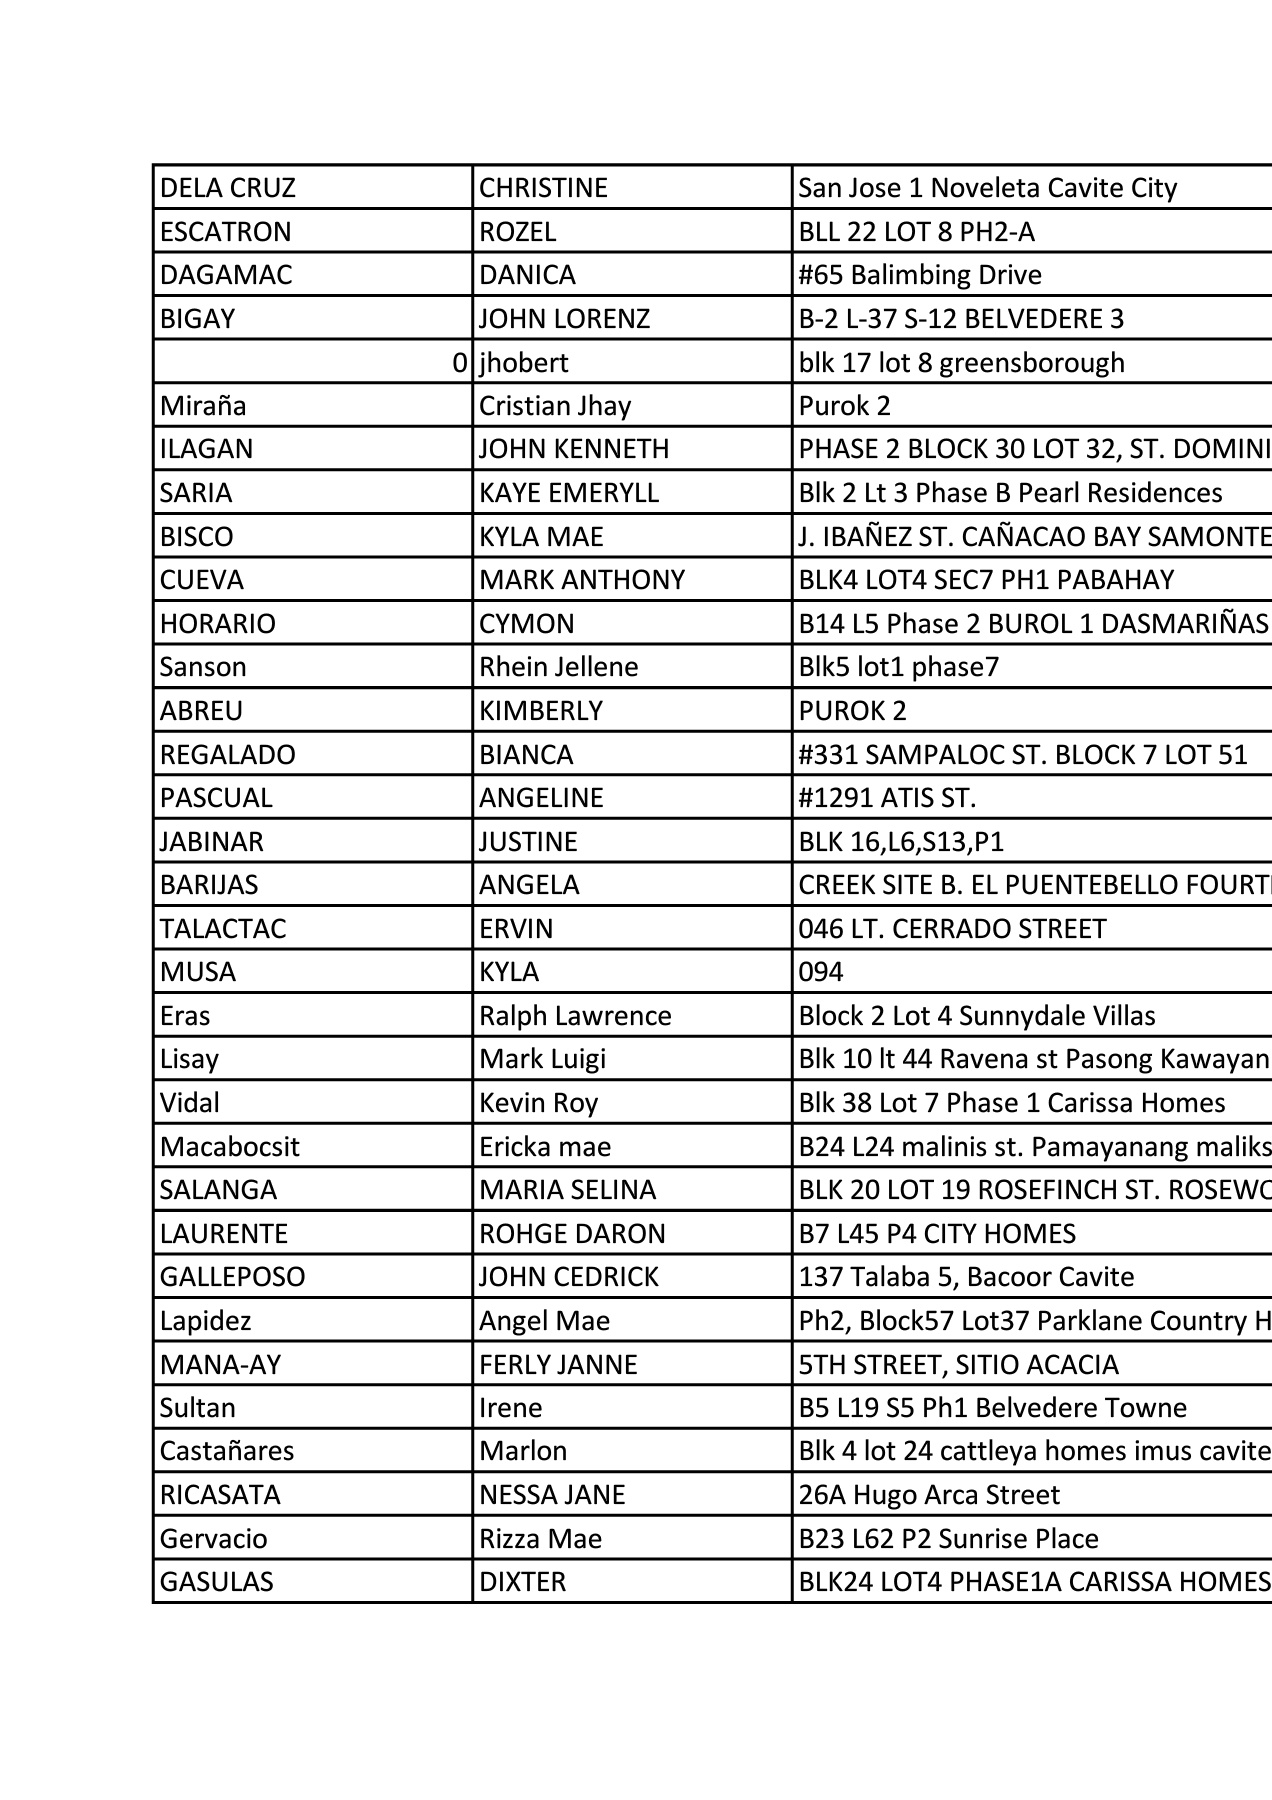 DELA CRUZ CHRISTINE San Jose 1 Noveleta Cavite City
ESCATRON ROZEL BLL 22 LOT 8 PH2-A
DAGAMAC DANICA #65 Balimbing Drive
BIGAY JOHN LORENZ B-2 L-37 S-12 BELVEDERE 3
0 jhobert blk 17 lot 8 greensborough
Miraña Cristian Jhay Purok 2
ILAGAN JOHN KENNETH PHASE 2 BLOCK 30 LOT 32, ST. DOMINI
SARIA KAYE EMERYLL Blk 2 Lt 3 Phase B Pearl Residences
BISCO KYLA MAE J. IBAÑEZ ST. CAÑACAO BAY SAMONTE
CUEVA MARK ANTHONY BLK4 LOT4 SEC7 PH1 PABAHAY
HORARIO CYMON B14 L5 Phase 2 BUROL 1 DASMARIÑAS
Sanson Rhein Jellene Blk5 lot1 phase7
ABREU KIMBERLY PUROK 2
REGALADO BIANCA #331 SAMPALOC ST. BLOCK 7 LOT 51
PASCUAL ANGELINE #1291 ATIS ST.
JABINAR JUSTINE BLK 16,L6,S13,P1
BARIJAS ANGELA CREEK SITE B. EL PUENTEBELLO FOURT
TALACTAC ERVIN 046 LT. CERRADO STREET
MUSA KYLA 094
Eras Ralph Lawrence Block 2 Lot 4 Sunnydale Villas
Lisay Mark Luigi Blk 10 lt 44 Ravena st Pasong Kawayan
Vidal Kevin Roy Blk 38 Lot 7 Phase 1 Carissa Homes
Macabocsit Ericka mae B24 L24 malinis st. Pamayanang maliks
SALANGA MARIA SELINA BLK 20 LOT 19 ROSEFINCH ST. ROSEWO
LAURENTE ROHGE DARON B7 L45 P4 CITY HOMES
GALLEPOSO JOHN CEDRICK 137 Talaba 5, Bacoor Cavite
Lapidez Angel Mae Ph2, Block57 Lot37 Parklane Country H
MANA-AY FERLY JANNE 5TH STREET, SITIO ACACIA
Sultan Irene B5 L19 S5 Ph1 Belvedere Towne
Castañares Marlon Blk 4 lot 24 cattleya homes imus cavite
RICASATA NESSA JANE 26A Hugo Arca Street
Gervacio Rizza Mae B23 L62 P2 Sunrise Place
GASULAS DIXTER BLK24 LOT4 PHASE1A CARISSA HOMES